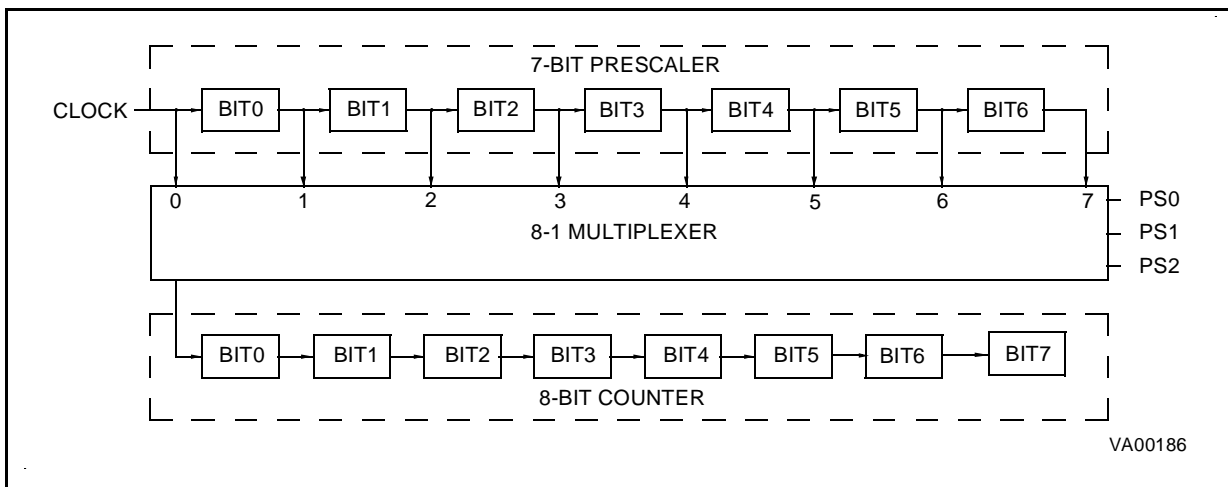 7-BIT PRESCALER
CLOCK BIT0 BIT1 BIT2 BIT3 BIT4 BIT5 BIT6
0 1 2 3 4 5 6 7 PS0
8-1 MULTIPLEXER PS1
PS2
BIT0 BIT1 BIT2 BIT3 BIT4 BIT5 BIT6 BIT7
8-BIT COUNTER
VA00186